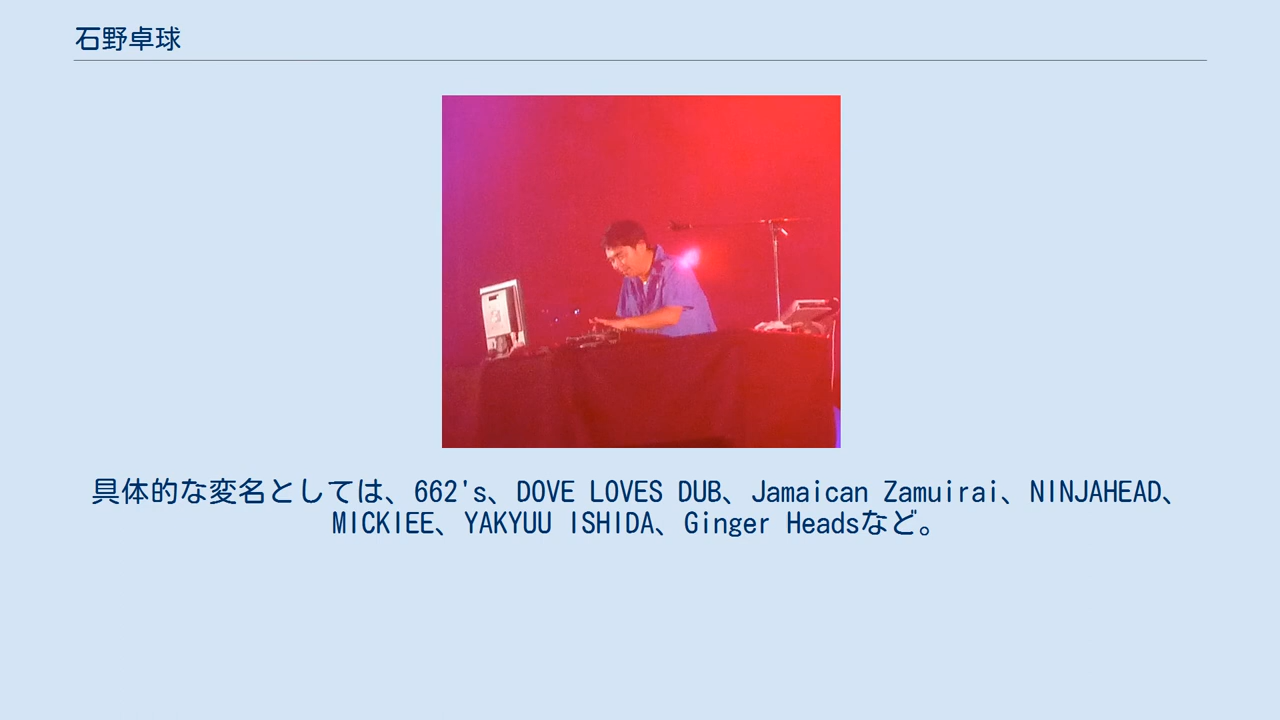 石野卓球
具体的な変名としては、662's、DOVE LOVES DUB、Jamaican Zamuirai、NINJAHEAD、
MICKIEE、YAKYUU ISHIDA、Ginger Headsなど。